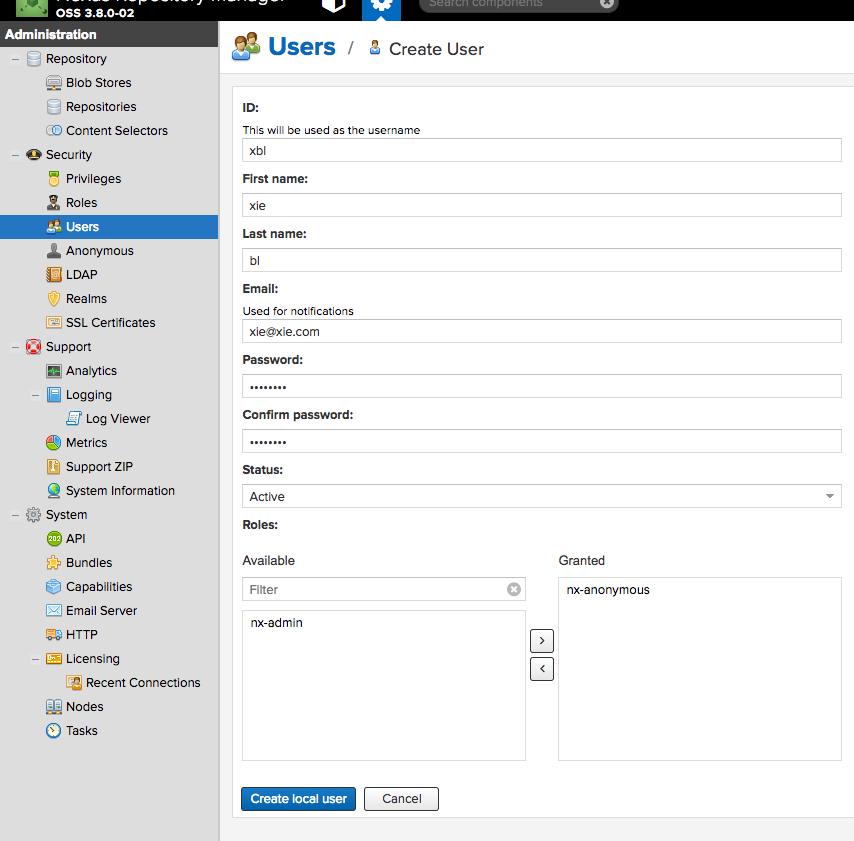 Nexus Repository Manager
OSS 3.8.0-02
Search components
Administration
Repository
Blob Stores
Repositories
Content Selectors
Security
Privileges
Roles
Users
Anonymous
LDAP
Realms
SSL Certificates
Support
Analytics
Logging
Log Viewer
Metrics
Support ZIP
System Information
System
API
Bundles
Capabilities
Email Server
HTTP
Licensing
Recent Connections
Nodes
Tasks
Users / Create User
ID:
This will be used as the username
xbl
First name:
xie
Last name:
bl
Email:
Used for notifications
xie@xie.com
Password:
••••••••
Confirm password:
••••••••
Status:
Active
Roles:
Available
Filter
nx-admin
>
<
Granted
nx-anonymous
Create local user
Cancel